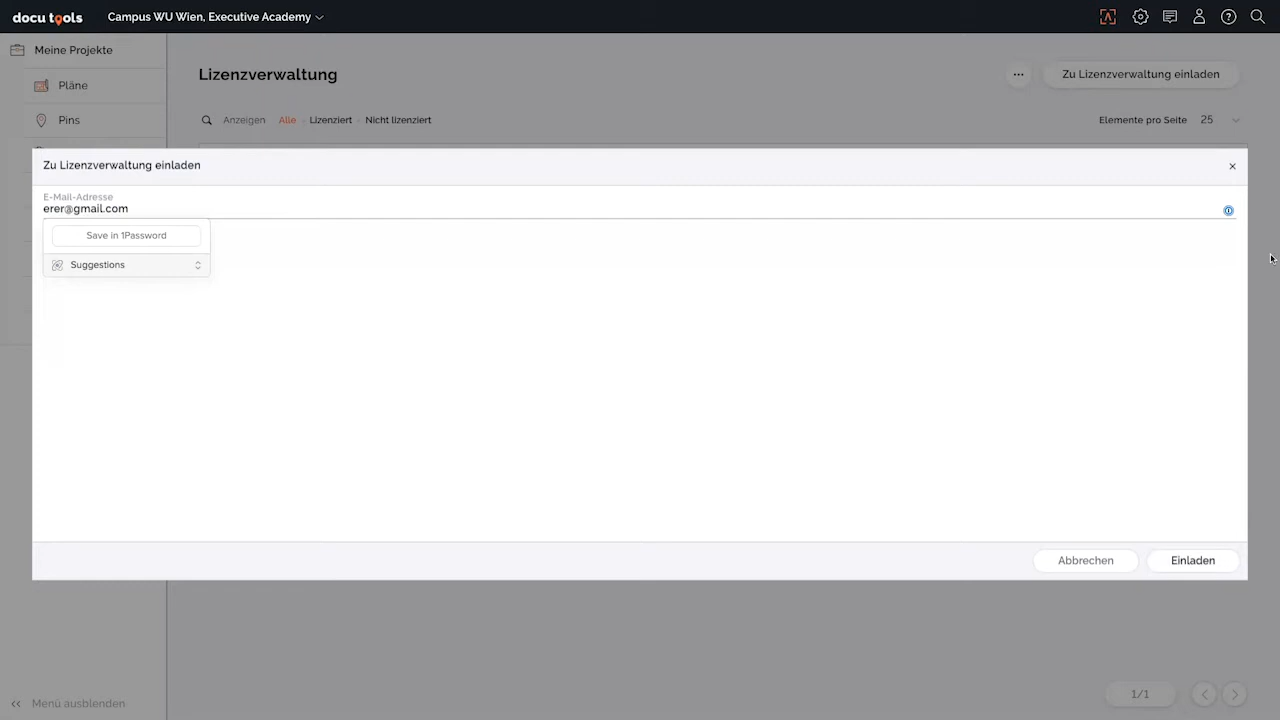 docu tools
Campus WU Wien, Executive Academy
Meine Projekte
Pläne
Pins
Lizenzverwaltung
Zu Lizenzverwaltung einladen
Anzeigen Alle Lizenziert Nicht lizenziert
Elemente pro Seite 25
Zu Lizenzverwaltung einladen
E-Mail-Adresse
erer@gmail.com
Save in 1Password
Suggestions
Abbrechen
Einladen
1/1
Menü ausblenden